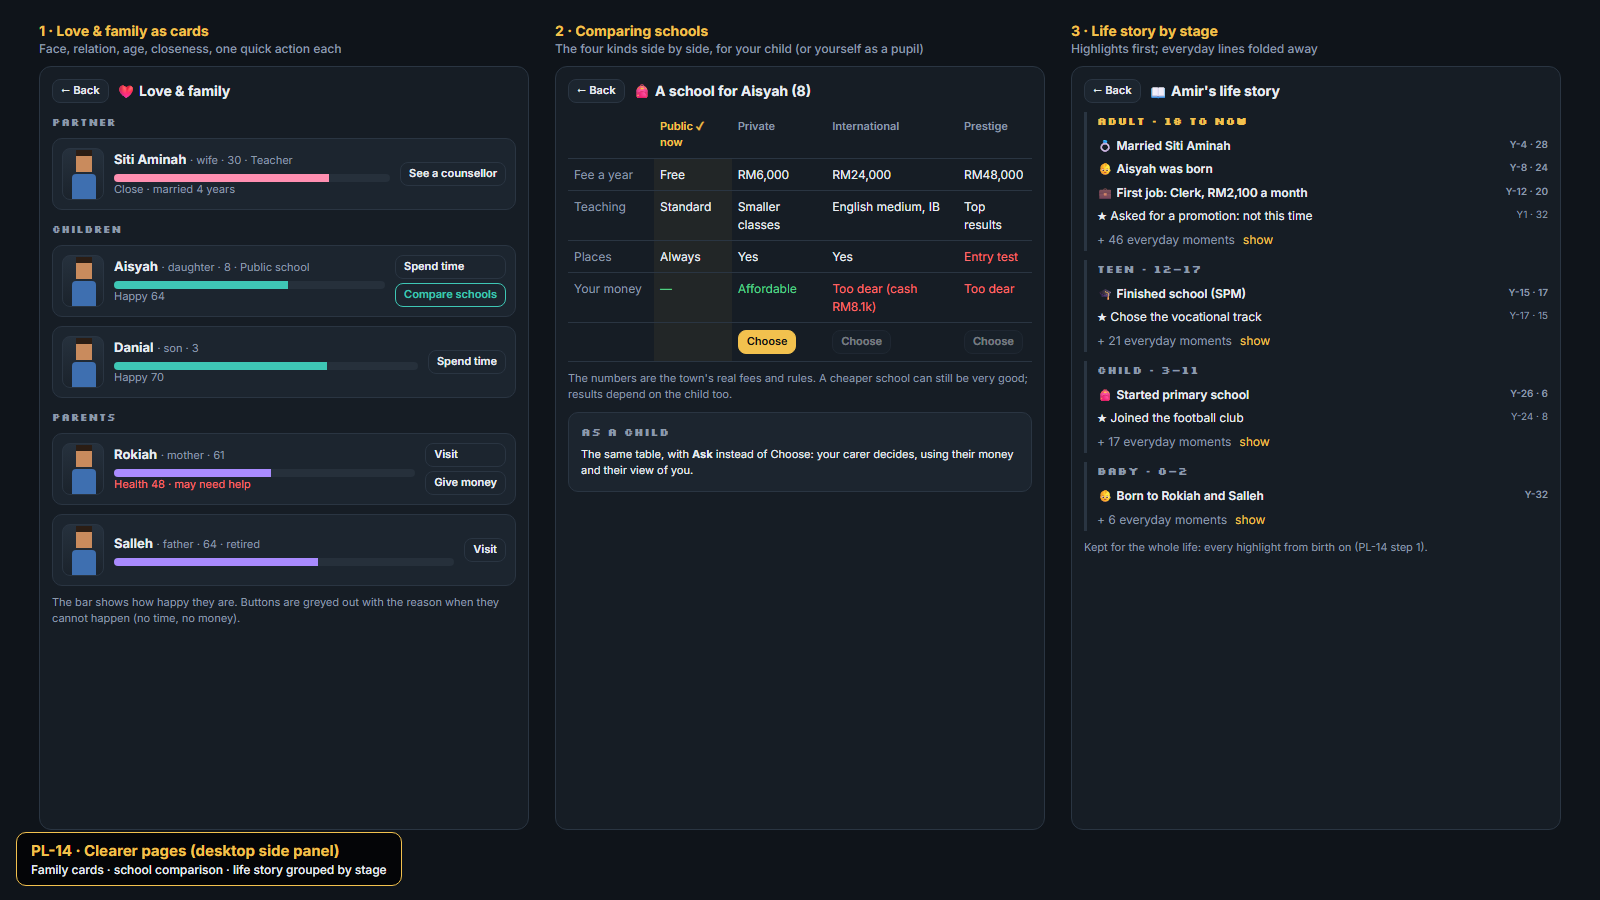 1 · Love & family as cards
Face, relation, age, closeness, one quick action each
← Back
Love & family
PARTNER
Siti Aminah · wife · 30 · Teacher
Close · married 4 years
See a counsellor
CHILDREN
Aisyah · daughter · 8 · Public school
Happy 64
Spend time
Compare schools
Danial · son · 3
Happy 70
Spend time
PARENTS
Rokiah · mother · 61
Health 48 · may need help
Visit
Give money
Salleh · father · 64 · retired
Visit
The bar shows how happy they are. Buttons are greyed out with the reason when they
cannot happen (no time, no money).
2 · Comparing schools
The four kinds side by side, for your child (or yourself as a pupil)
← Back
A school for Aisyah (8)
Public ✓ now Private International Prestige
Fee a year Free RM6,000 RM24,000 RM48,000
Teaching Standard Smaller classes English medium, IB Top results
Places Always Yes Yes Entry test
Your money — Affordable Too dear (cash RM8.1k) Too dear
Choose Choose Choose
The numbers are the town's real fees and rules. A cheaper school can still be very good;
results depend on the child too.
AS A CHILD
The same table, with Ask instead of Choose: your carer decides, using their money
and their view of you.
3 · Life story by stage
Highlights first; everyday lines folded away
← Back
Amir's life story
ADULT · 18 TO NOW
Married Siti Aminah Y-4 · 28
Aisyah was born Y-8 · 24
First job: Clerk, RM2,100 a month Y-12 · 20
★ Asked for a promotion: not this time Y1 · 32
+ 46 everyday moments show
TEEN · 12–17
Finished school (SPM) Y-15 · 17
★ Chose the vocational track Y-17 · 15
+ 21 everyday moments show
CHILD · 3–11
Started primary school Y-26 · 6
★ Joined the football club Y-24 · 8
+ 17 everyday moments show
BABY · 0–2
Born to Rokiah and Salleh Y-32
+ 6 everyday moments show
Kept for the whole life: every highlight from birth on (PL-14 step 1).
PL-14 · Clearer pages (desktop side panel)
Family cards · school comparison · life story grouped by stage